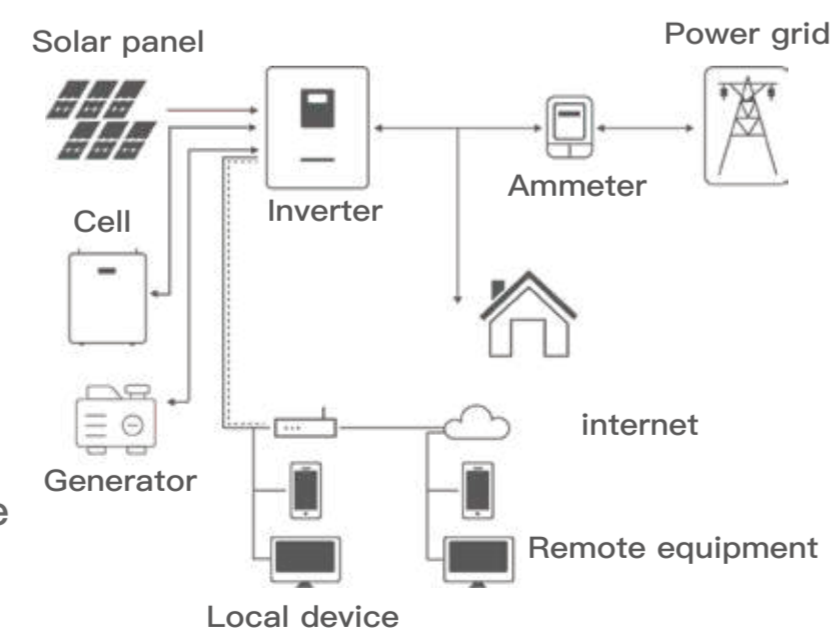 Solar panel
Power grid
Ammeter
Inverter
Cell
internet
Generator
e
Remote equipment
Local device